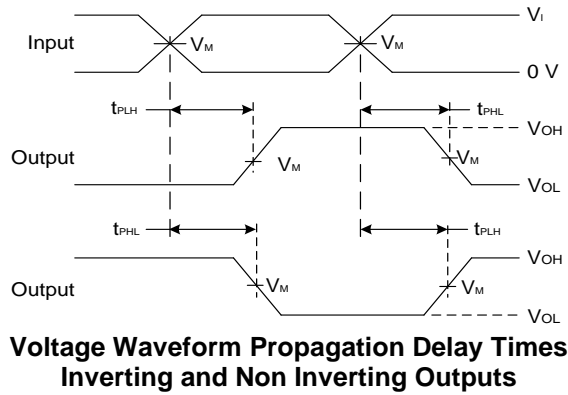 VI
Input
VM
VM
0 V
tPLH
tPHL
VOH
Output
VM
VM
VOL
tPHL
tPLH
VOH
Output
VM
VM
VOL
Voltage Waveform Propagation Delay Times
Inverting and Non Inverting Outputs